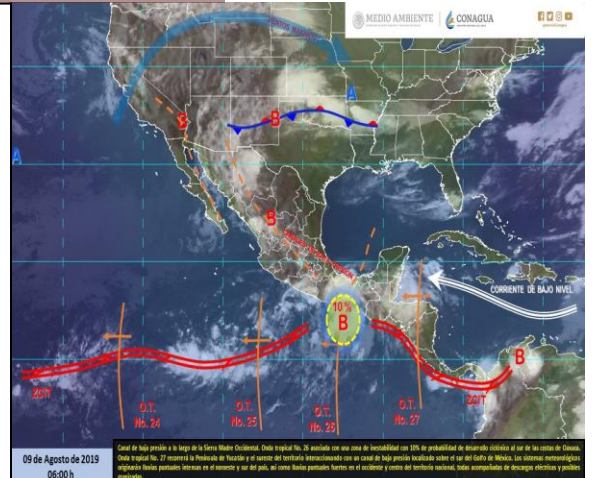 MEDIO AMBIENTE
CONAGUA
A
B
B
A
B
CORRIENTE DE BAJO NIVEL
10 %
B
B
ZCIT
ZCIT
O.T.
No. 24
O.T.
No. 25
O.T.
No. 26
O.T.
No. 27
09 de Agosto de 2019
06:00 h
Canal de baja presión a lo largo de la Sierra Madre Occidental. Onda tropical No. 26 asociada con una zona de inestabilidad con 10% de probabilidad de desarrollo ciclónico al sur de las costas de Oaxaca.
Onda tropical No. 27 recorrerá la Península de Yucatán y el sureste del territorio interaccionando con un canal de baja presión localizado sobre el sur del Golfo de México. Los sistemas meteorológicos
originarán lluvias puntuales intensas en el noroeste y sur del país, así como lluvias puntuales fuertes en el occidente y centro del territorio nacional, todas acompañadas de descargas eléctricas y posibles
granizadas.